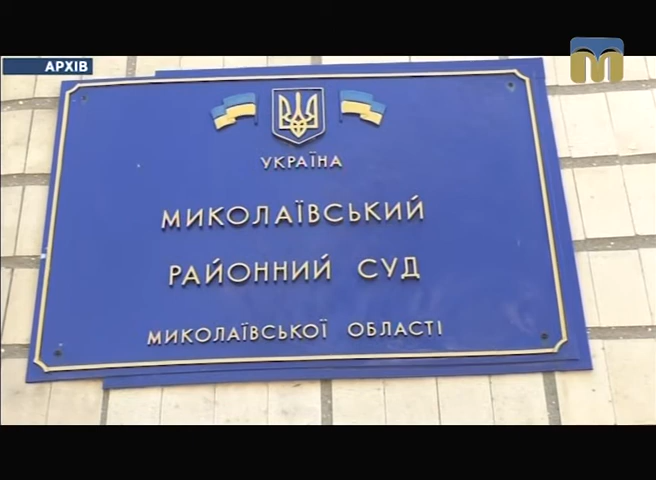 АРХІВ
УКРАЇНА
МИКОЛАЇВСЬКИЙ
РАЙОННИЙ СУД
МИКОЛАЇВСЬКОЇ ОБЛАСТІ